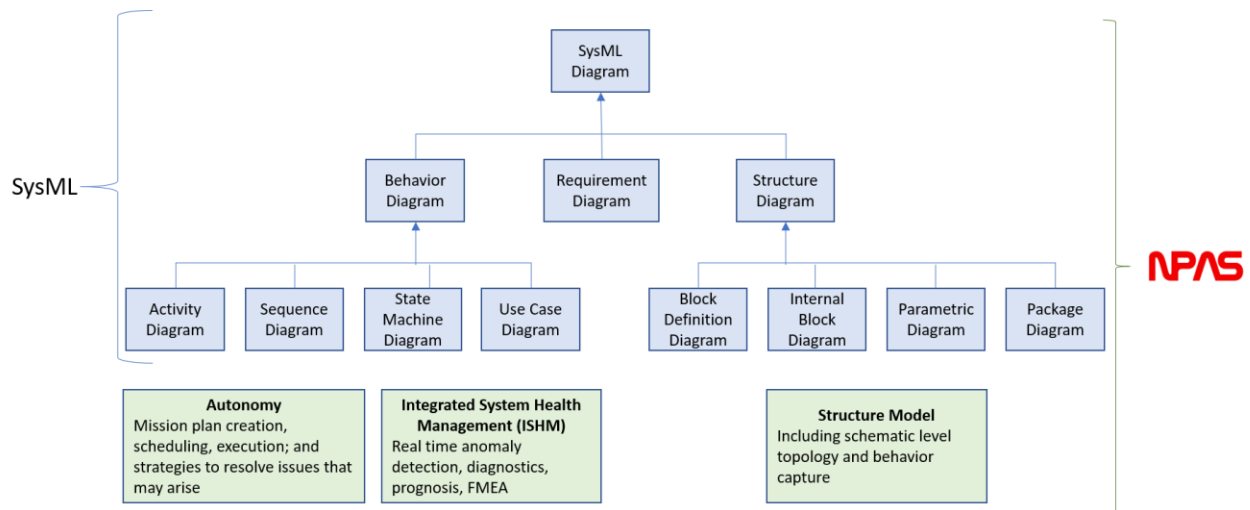 SysML
Diagram
SysML
Behavior
Diagram
Requirement
Diagram
Structure
Diagram
NPAS
Activity
Diagram
Sequence
Diagram
State
Machine
Diagram
Use Case
Diagram
Block
Definition
Diagram
Internal
Block
Diagram
Parametric
Diagram
Package
Diagram
Autonomy
Mission plan creation,
scheduling, execution; and
strategies to resolve issues that
may arise
Integrated System Health
Management (ISHM)
Real time anomaly
detection, diagnostics,
prognosis, FMEA
Structure Model
Including schematic level
topology and behavior
capture